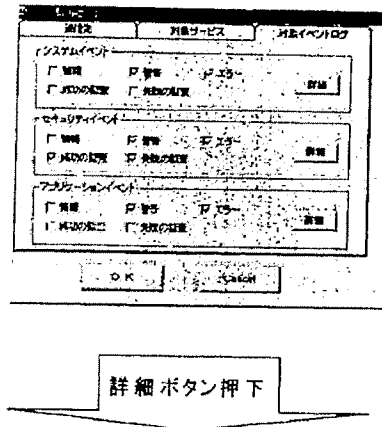 対象サービス
対象イベントログ
システムイベント
情報 警告 エラー
成功の監査 失敗の監査
詳細
セキュリティイベント
情報 警告 エラー
成功の監査 失敗の監査
詳細
アプリケーションイベント
情報 警告 エラー
成功の監査 失敗の監査
詳細
OK Cancel
詳細ボタン押下